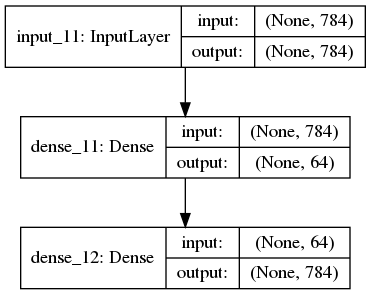 input_11: InputLayer
input: (None, 784)
output: (None, 784)
dense_11: Dense
input: (None, 784)
output: (None, 64)
dense_12: Dense
input: (None, 64)
output: (None, 784)